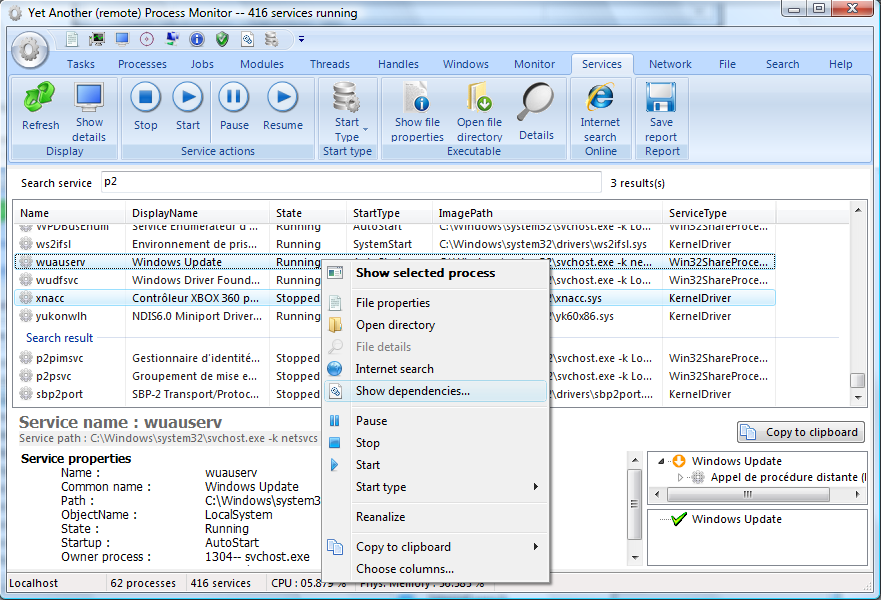 Yet Another (remote) Process Monitor -- 416 services running
Tasks Processes Jobs Modules Threads Handles Windows Monitor Services Network File Search Help
Refresh Show details Stop Start Pause Resume Start Type Show file properties Open file directory Details Internet search Save report
Display Service actions Start type Executable Online Report
Search service p2 3 results(s)
Name DisplayName State StartType ImagePath ServiceType
WPDBusEnum Service Énumérateur d'... Running AutoStart C:\Windows\system32\svchost.exe -k Lo... Win32ShareProce...
ws2ifsl Environnement de pris... Running SystemStart C:\Windows\system32\drivers\ws2ifsl.sys KernelDriver
wuauserv Windows Update Running \svchost.exe -k ne... Win32ShareProce...
wudfsvc Windows Driver Found... Running 2\svchost.exe -k Lo... Win32ShareProce...
xnacc Contrôleur XBOX 360 p... Stopped 2\xnacc.sys KernelDriver
yukonwlh NDIS6.0 Miniport Driver... Stopped 2\yk60x86.sys KernelDriver
Search result
p2pimsvc Gestionnaire d'identité... Stopped 2\svchost.exe -k Lo... Win32ShareProce...
p2psvc Groupement de mise e... Stopped 2\svchost.exe -k Lo... Win32ShareProce...
sbp2port SBP-2 Transport/Protoc... Stopped 2\drivers\sbp2port.... KernelDriver
Show selected process
File properties
Open directory
File details
Internet search
Show dependencies...
Pause
Stop
Start
Start type
Reanalize
Copy to clipboard
Choose columns...
Service name : wuauserv
Service path : C:\Windows\system32\svchost.exe -k netsvcs
Copy to clipboard
Service properties
Name : wuauserv
Common name : Windows Update
Path : C:\Windows\system3
ObjectName : LocalSystem
State : Running
Startup : AutoStart
Owner process : 1304-- svchost.exe
Windows Update
Appel de procédure distante (
Windows Update
Localhost 62 processes 416 services CPU : 05.879 % Phys. Memory : 56.585 %